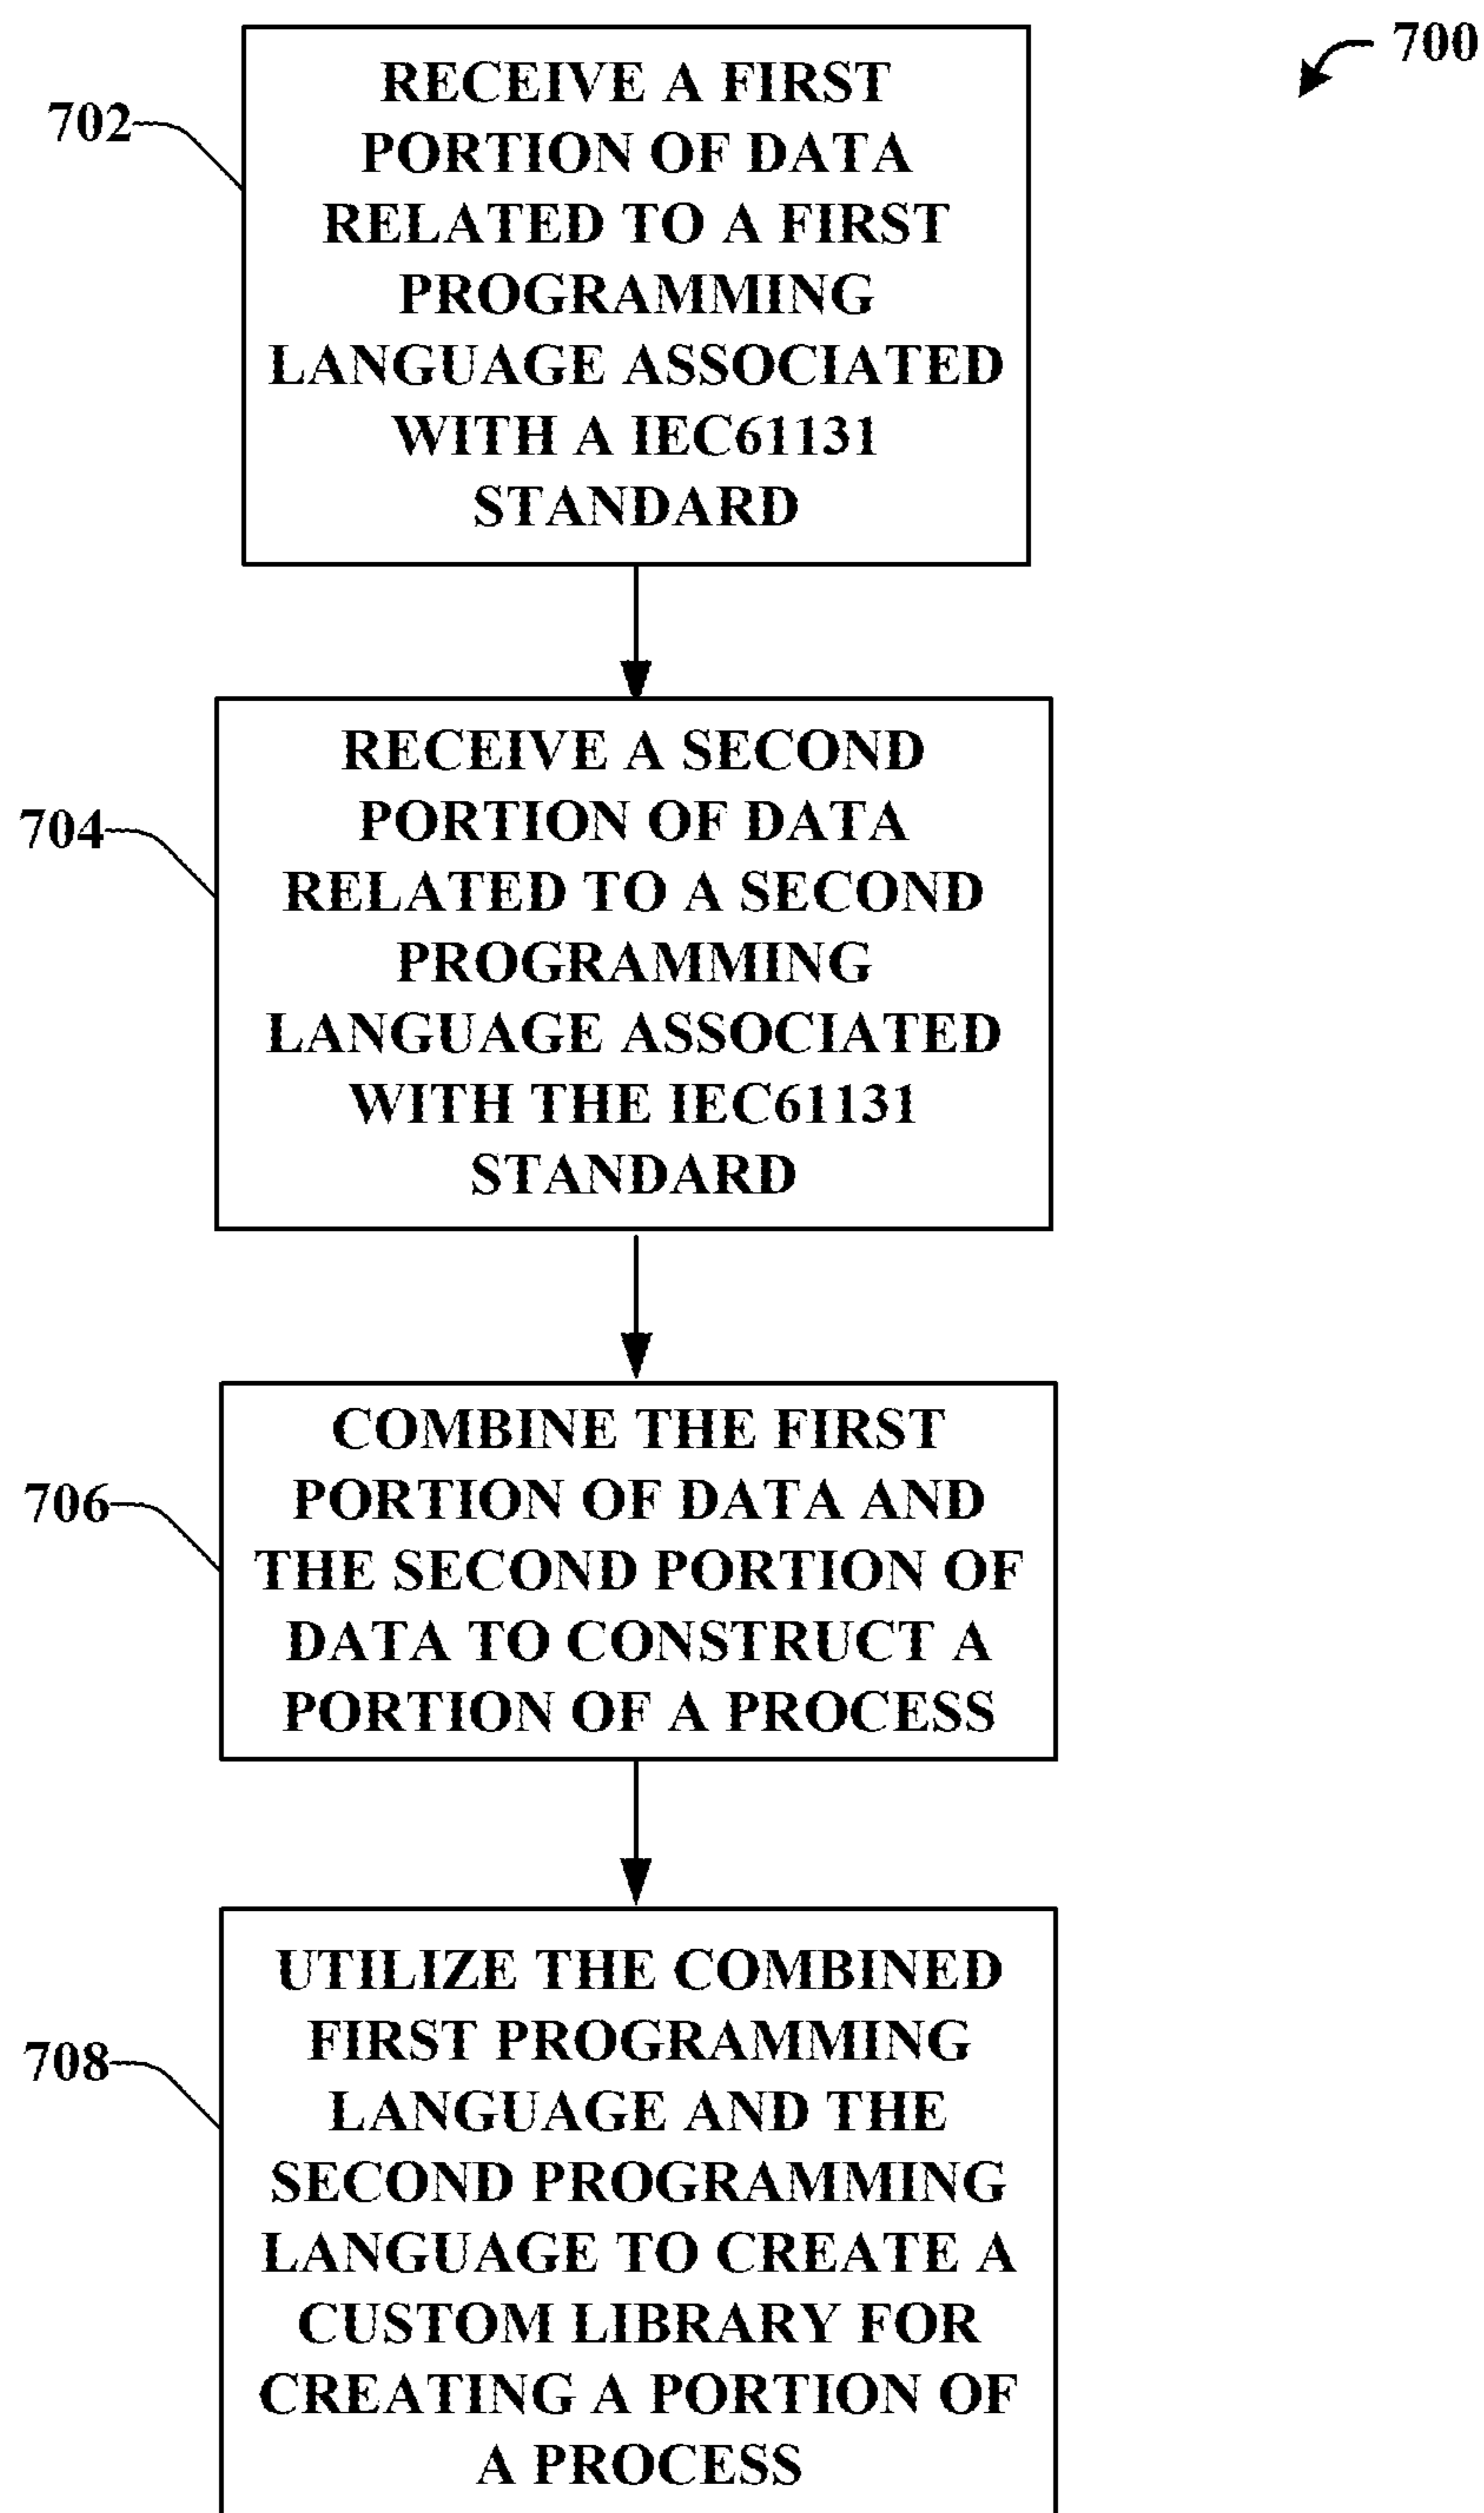 700
702
RECEIVE A FIRST
PORTION OF DATA
RELATED TO A FIRST
PROGRAMMING
LANGUAGE ASSOCIATED
WITH A IEC61131
STANDARD
704
RECEIVE A SECOND
PORTION OF DATA
RELATED TO A SECOND
PROGRAMMING
LANGUAGE ASSOCIATED
WITH THE IEC61131
STANDARD
706
COMBINE THE FIRST
PORTION OF DATA AND
THE SECOND PORTION OF
DATA TO CONSTRUCT A
PORTION OF A PROCESS
708
UTILIZE THE COMBINED
FIRST PROGRAMMING
LANGUAGE AND THE
SECOND PROGRAMMING
LANGUAGE TO CREATE A
CUSTOM LIBRARY FOR
CREATING A PORTION OF
A PROCESS